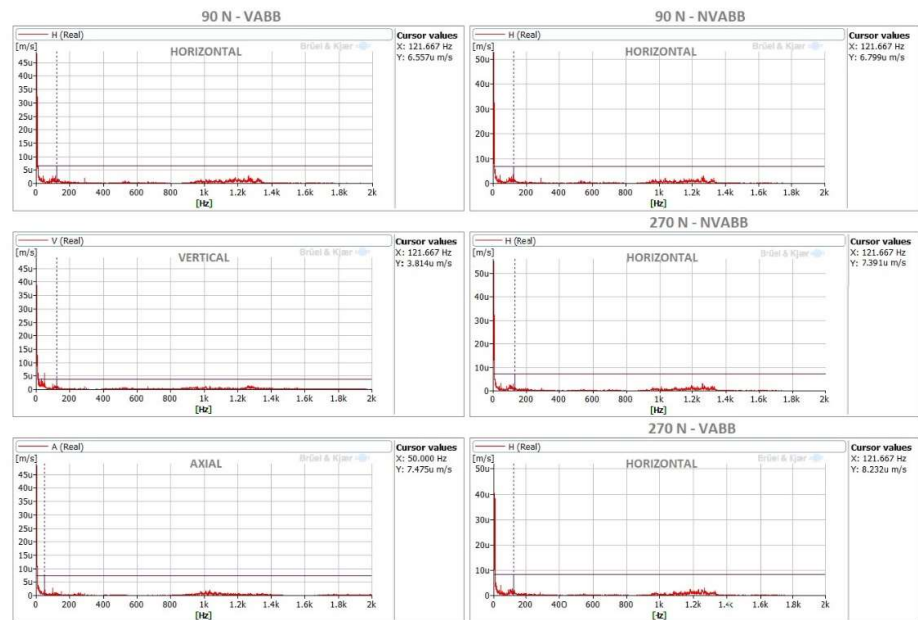 90 N - VABB
H (Real)
[m/s]
Brüel & Kjær
HORIZONTAL
45u
40u
35u
30u
25u
20u
15u
10u
5u
0
0 200 400 600 800 1k 1.2k 1.4k 1.6k 1.8k 2k
[Hz]
Cursor values
X: 121.667 Hz
Y: 6.557u m/s
90 N - NVABB
H (Real)
[m/s]
Brüel & Kjær
HORIZONTAL
50u
40u
30u
20u
10u
0
0 200 400 600 800 1k 1.2k 1.4k 1.6k 1.8k 2k
[Hz]
Cursor values
X: 121.667 Hz
Y: 6.799u m/s
V (Real)
[m/s]
Brüel & Kjær
VERTICAL
45u
40u
35u
30u
25u
20u
15u
10u
5u
0
0 200 400 600 800 1k 1.2k 1.4k 1.6k 1.8k 2k
[Hz]
Cursor values
X: 121.667 Hz
Y: 3.814u m/s
270 N - NVABB
H (Real)
[m/s]
Brüel & Kjær
HORIZONTAL
50u
40u
30u
20u
10u
0
0 200 400 600 800 1k 1.2k 1.4k 1.6k 1.8k 2k
[Hz]
Cursor values
X: 121.667 Hz
Y: 7.391u m/s
A (Real)
[m/s]
Brüel & Kjær
AXIAL
45u
40u
35u
30u
25u
20u
15u
10u
5u
0
0 200 400 600 800 1k 1.2k 1.4k 1.6k 1.8k 2k
[Hz]
Cursor values
X: 50.000 Hz
Y: 7.475u m/s
270 N - VABB
H (Real)
[m/s]
Brüel & Kjær
HORIZONTAL
50u
40u
30u
20u
10u
0
0 200 400 600 800 1k 1.2k 1.6k 1.8k 2k
Cursor values
X: 121.667 Hz
Y: 8.232u m/s